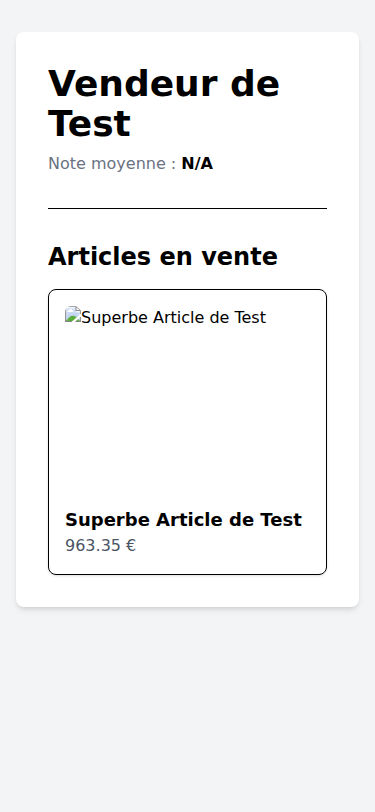 Vendeur de
Test
Note moyenne : N/A
Articles en vente
Superbe Article de Test
Superbe Article de Test
963.35 €